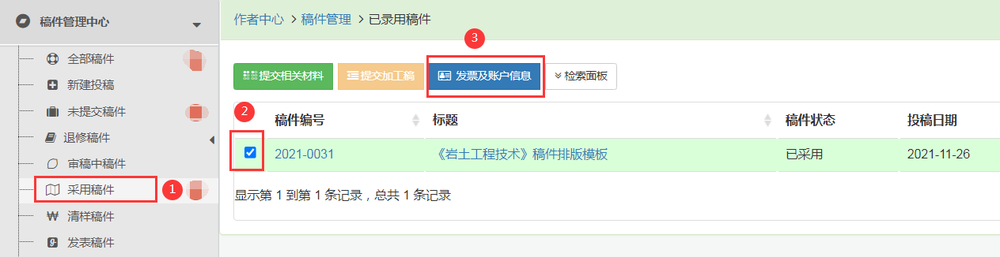 稿件管理中心
全部稿件
新建投稿
未提交稿件
退修稿件
审稿中稿件
采用稿件
1
清样稿件
发表稿件
作者中心 > 稿件管理 > 已录用稿件
3
提交相关材料 提交加工稿 发票及账户信息 检索面板
2
稿件编号 标题 稿件状态 投稿日期
2021-0031 《岩土工程技术》稿件排版模板 已采用 2021-11-26
显示第 1 到第 1 条记录，总共 1 条记录